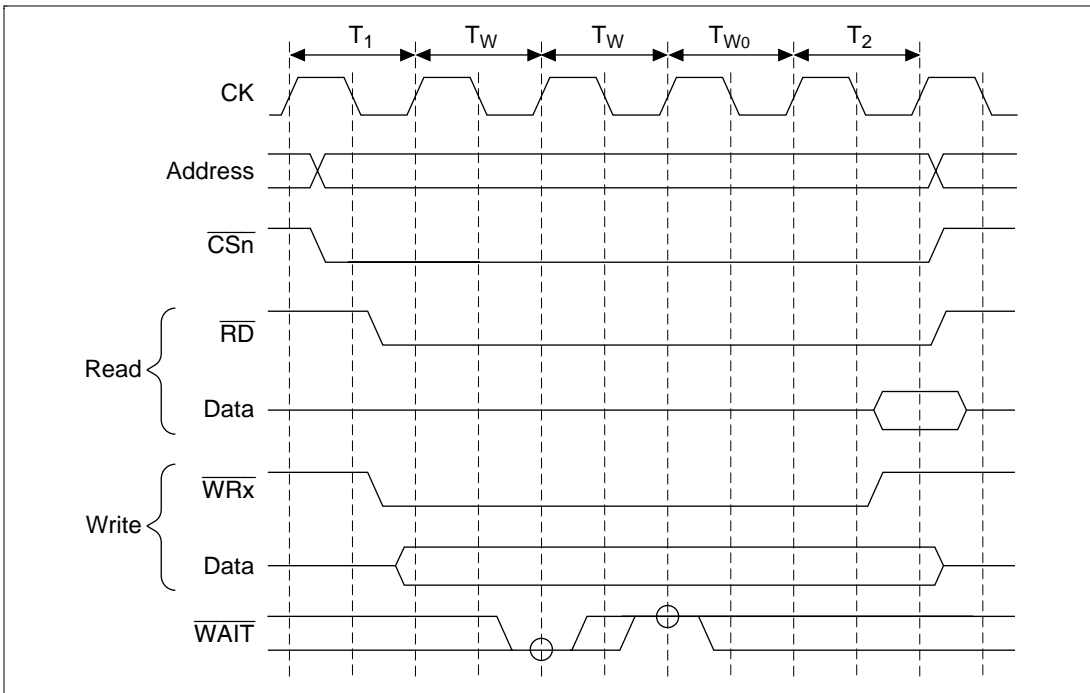 T1 TW TW TW0 T2
CK
Address
CSn
RD
Read
Data
WRx
Write
Data
WAIT